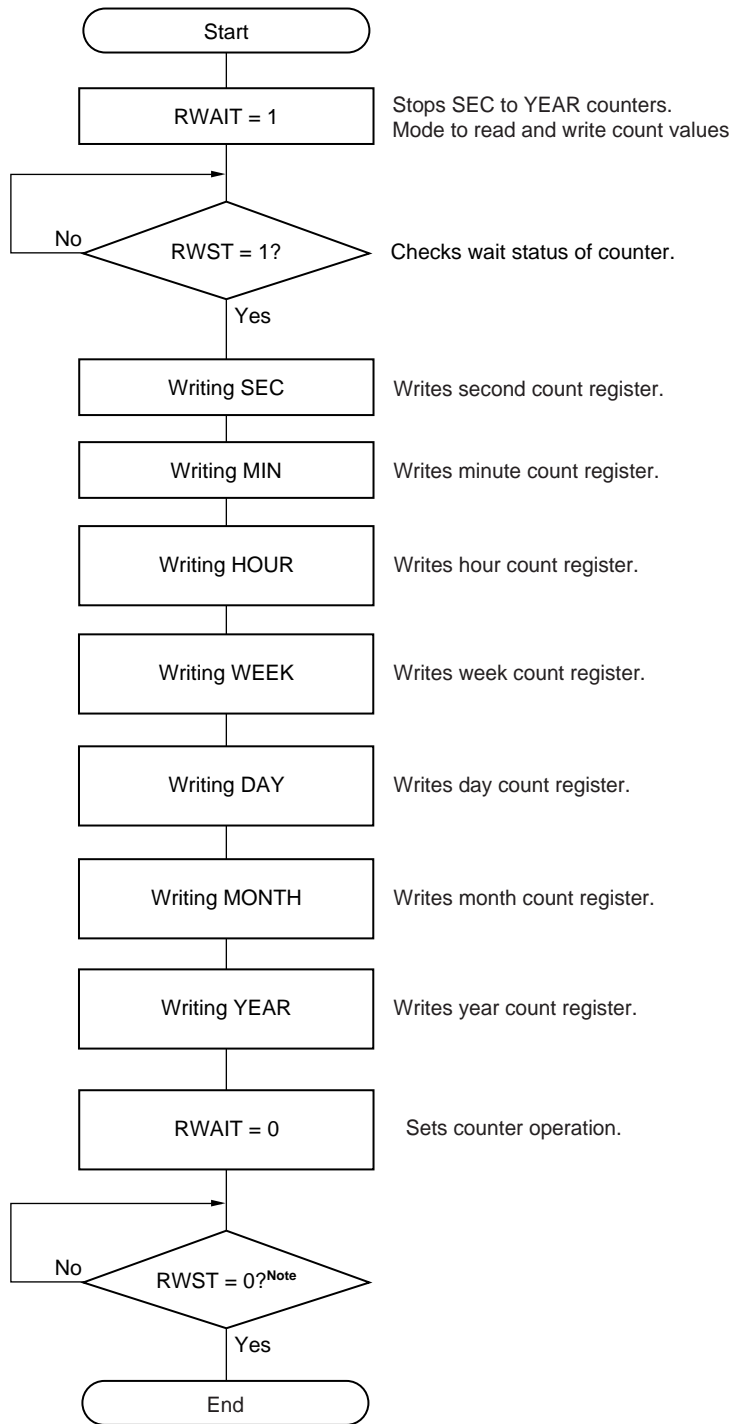 Start
RWAIT = 1
Stops SEC to YEAR counters.
Mode to read and write count values
No
RWST = 1?
Checks wait status of counter.
Yes
Writing SEC
Writes second count register.
Writing MIN
Writes minute count register.
Writing HOUR
Writes hour count register.
Writing WEEK
Writes week count register.
Writing DAY
Writes day count register.
Writing MONTH
Writes month count register.
Writing YEAR
Writes year count register.
RWAIT = 0
Sets counter operation.
No
RWST = 0?Note
Yes
End